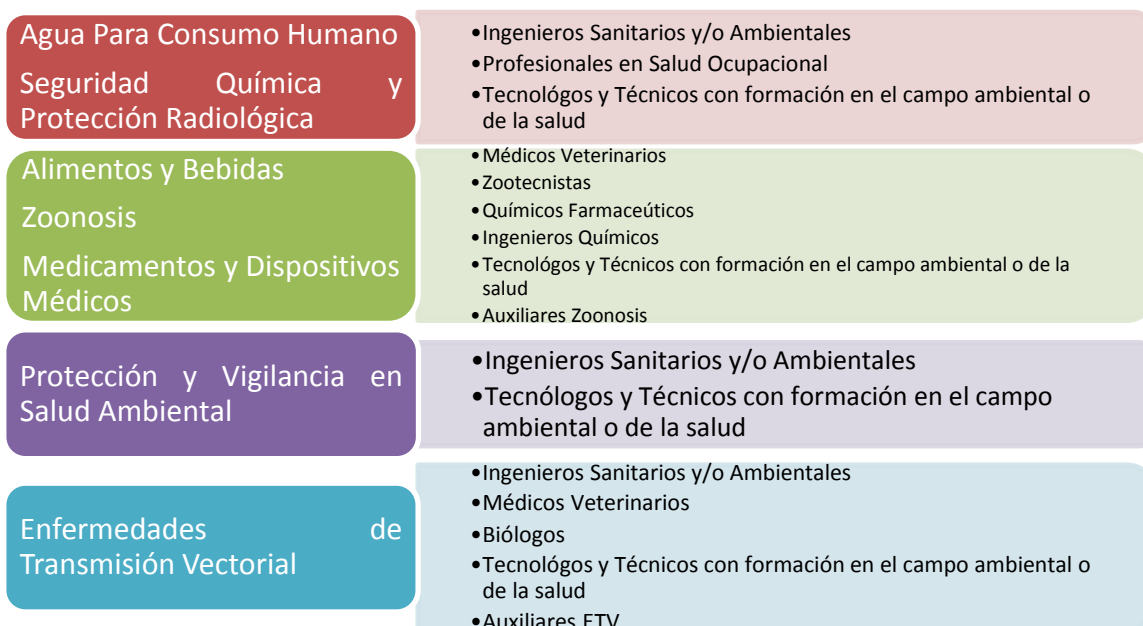 Agua Para Consumo Humano
Seguridad Química y
Protección Radiológica
•Ingenieros Sanitarios y/o Ambientales
•Profesionales en Salud Ocupacional
•Tecnológos y Técnicos con formación en el campo ambiental o
de la salud
Alimentos y Bebidas
Zoonosis
Medicamentos y Dispositivos
Médicos
•Médicos Veterinarios
•Zootecnistas
•Químicos Farmaceúticos
•Ingenieros Químicos
•Tecnológos y Técnicos con formación en el campo ambiental o de la
salud
•Auxiliares Zoonosis
Protección y Vigilancia en
Salud Ambiental
•Ingenieros Sanitarios y/o Ambientales
•Tecnólogos y Técnicos con formación en el campo
ambiental o de la salud
Enfermedades de
Transmisión Vectorial
•Ingenieros Sanitarios y/o Ambientales
•Médicos Veterinarios
•Biólogos
•Tecnológos y Técnicos con formación en el campo ambiental o
de la salud
•Auxiliares ETV